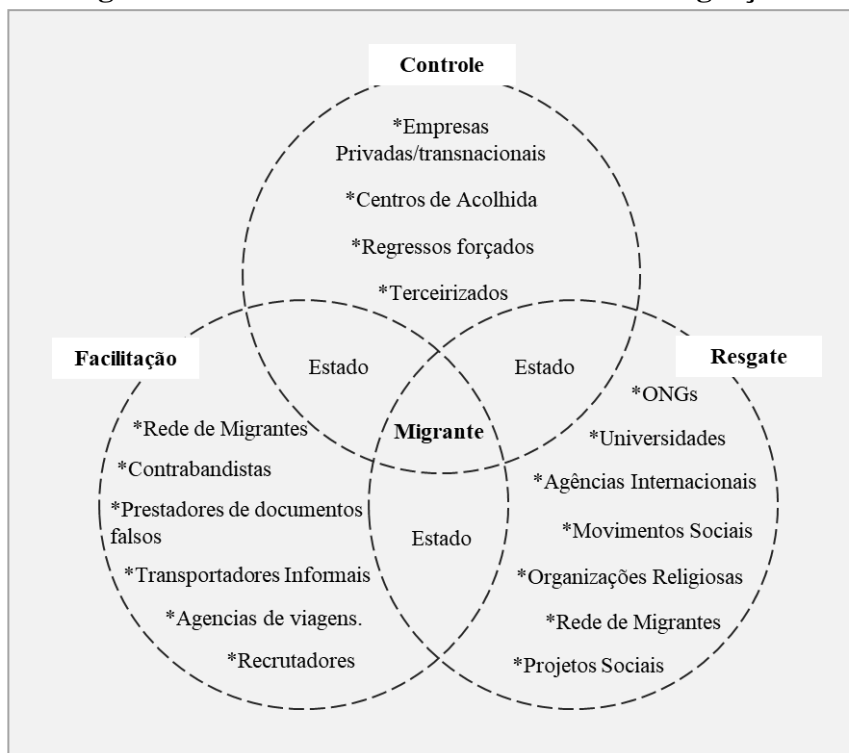 Controle
*Empresas
Privadas/transnacionais
*Centros de Acolhida
*Regressos forçados
*Terceirizados
Facilitação
Estado
Estado
Resgate
*Rede de Migrantes
*Contrabandistas
*Prestadores de documentos
falsos
*Transportadores Informais
*Agencias de viagens.
*Recrutadores
Migrante
Estado
*ONGs
*Universidades
*Agências Internacionais
*Movimentos Sociais
*Organizações Religiosas
*Rede de Migrantes
*Projetos Sociais